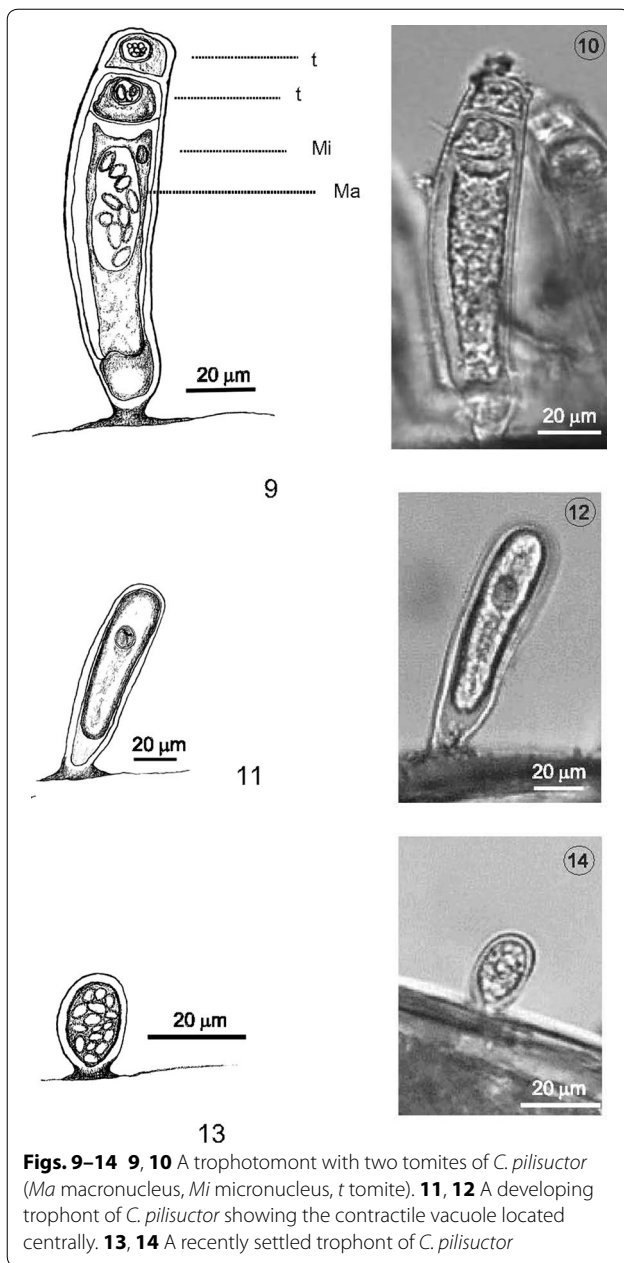 10
t
t
Mi
Ma
20 µm
20 µm
9
12
20 µm
11
20 µm
14
20 µm
13
20 µm
Figs. 9–14 9, 10 A trophotomont with two tomites of C. pilisuctor
(Ma macronucleus, Mi micronucleus, t tomite). 11, 12 A developing
trophont of C. pilisuctor showing the contractile vacuole located
centrally. 13, 14 A recently settled trophont of C. pilisuctor